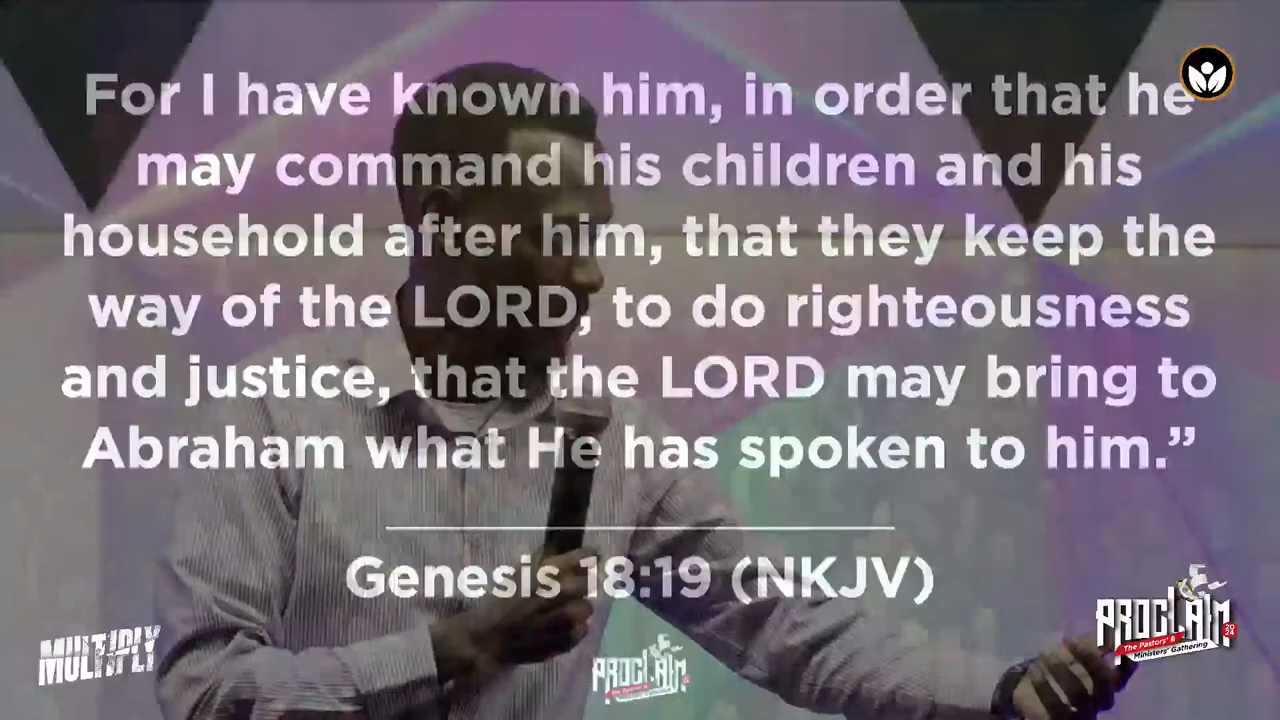 For I have known him, in order that he
may command his children and his
household after him, that they keep the
way of the LORD, to do righteousness
and justice, that the LORD may bring to
Abraham what He has spoken to him.”
Genesis 18:19 (NKJV)
MULTIPLY
PROCLAIM
PROCLAIM
2024
The Pastors' &
Ministers' Gathering